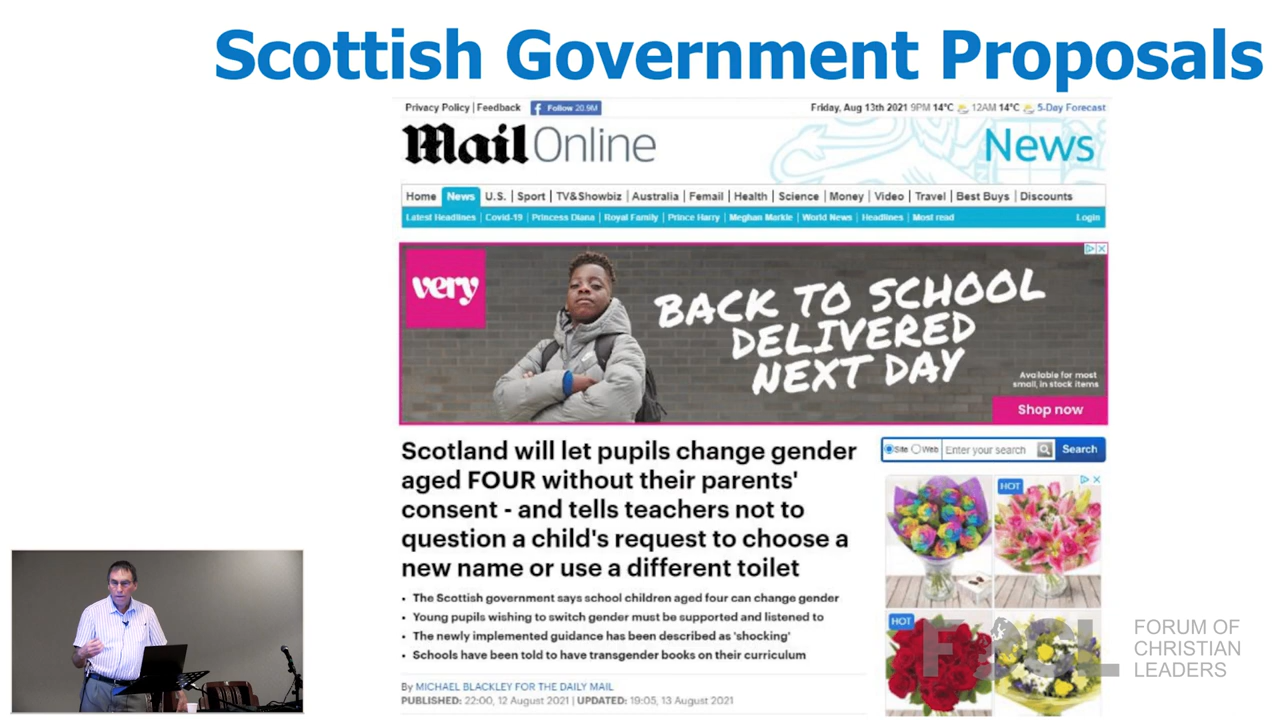 Scottish Government Proposals
Privacy Policy | Feedback
Follow 20.9M
Friday, Aug 13th 2021 9PM 14°C 12AM 14°C 5-Day Forecast
Mail Online
News
Home News U.S. | Sport | TV&Showbiz | Australia | Femail | Health | Science | Money | Video | Travel | Best Buys | Discounts
Latest Headlines | Covid-19 | Princess Diana | Royal Family | Prince Harry | Meghan Markle | World News | Headlines | Most read
Login
very
BACK TO SCHOOL
DELIVERED
NEXT DAY
Available for most
small, in stock items
Shop now
Scotland will let pupils change gender
aged FOUR without their parents'
consent - and tells teachers not to
question a child's request to choose a
new name or use a different toilet
Site Web Enter your search Search
HOT
HOT
• The Scottish government says school children aged four can change gender
• Young pupils wishing to switch gender must be supported and listened to
• The newly implemented guidance has been described as 'shocking'
• Schools have been told to have transgender books on their curriculum
By MICHAEL BLACKLEY FOR THE DAILY MAIL
PUBLISHED: 22:00, 12 August 2021 | UPDATED: 19:05, 13 August 2021
FOCL
FORUM OF
CHRISTIAN
LEADERS